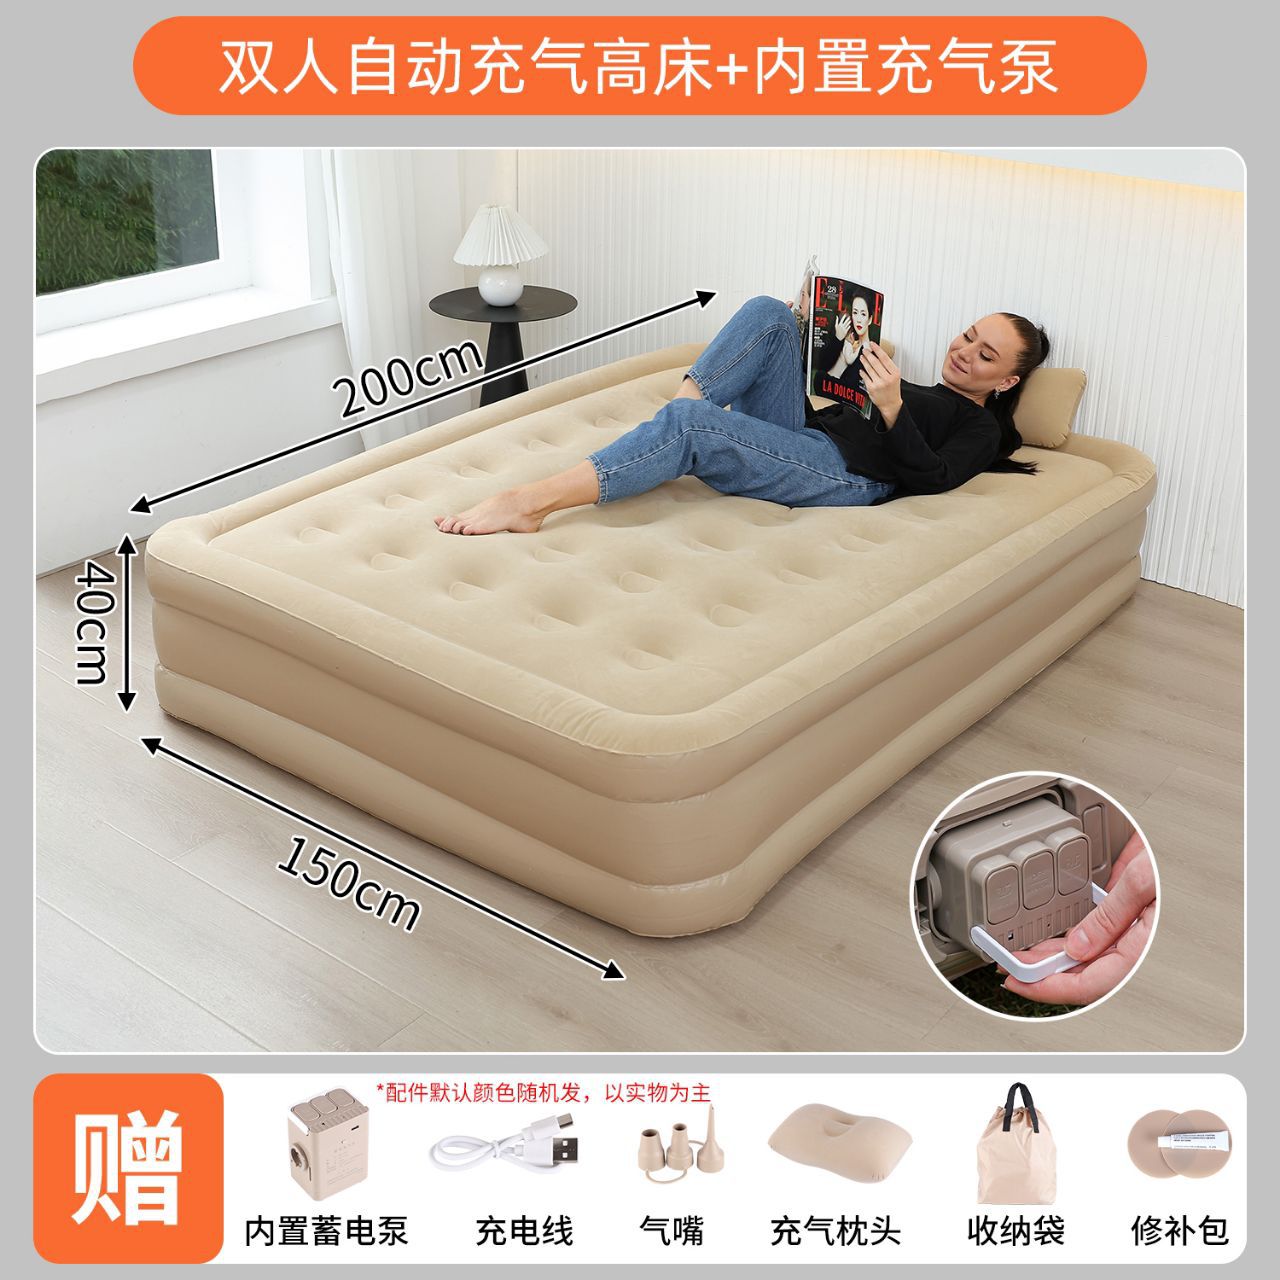 双人自动充气高床+内置充气泵
200cm
28
ELLE
LA DOLCE VITA
40cm
150cm
*配件默认颜色随机发，以实物为主
赠
内置蓄电泵
充电线
气嘴
充气枕头
收纳袋
修补包